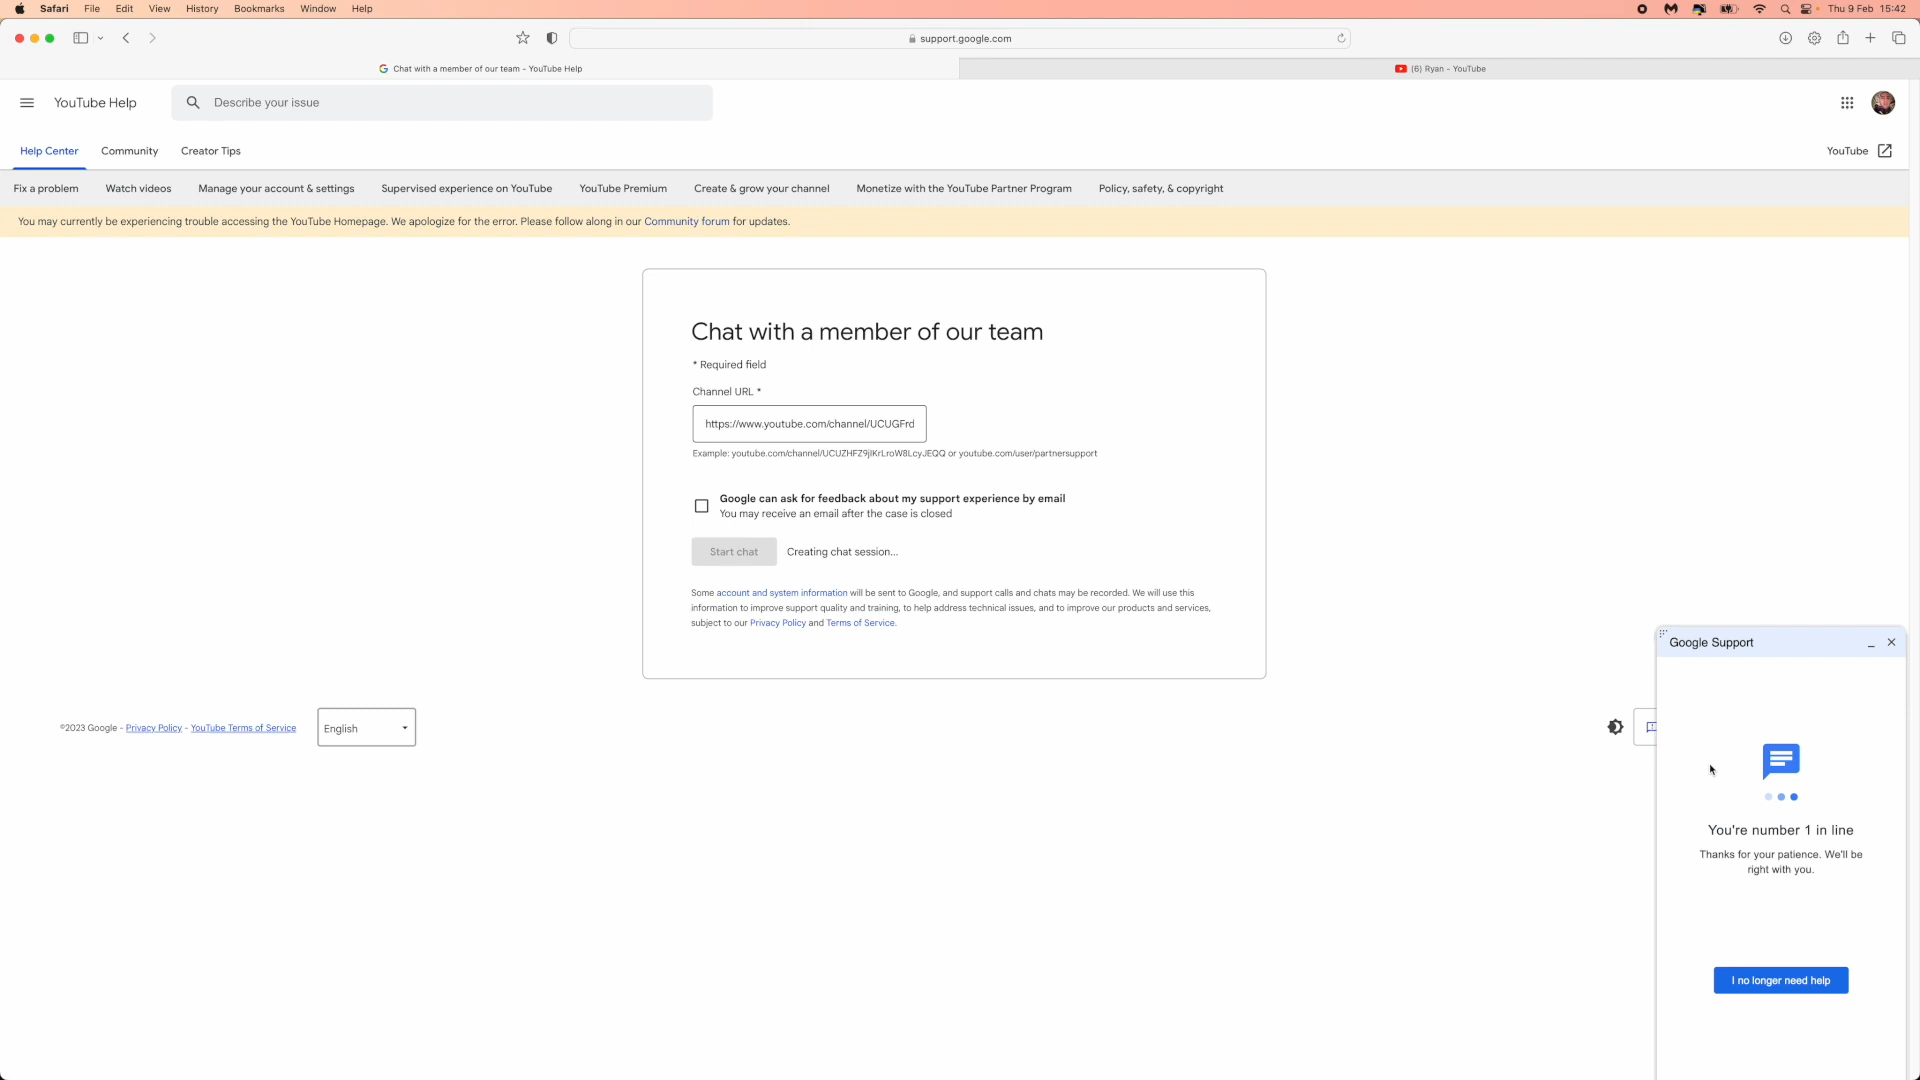 Safari File Edit View History Bookmarks Window Help
Thu 9 Feb 15:42
support.google.com
Chat with a member of our team - YouTube Help
(6) Ryan - YouTube
YouTube Help
Describe your issue
Help Center Community Creator Tips
YouTube
Fix a problem Watch videos Manage your account & settings Supervised experience on YouTube YouTube Premium Create & grow your channel Monetize with the YouTube Partner Program Policy, safety, & copyright
You may currently be experiencing trouble accessing the YouTube Homepage. We apologize for the error. Please follow along in our Community forum for updates.
Chat with a member of our team
* Required field
Channel URL *
https://www.youtube.com/channel/UCUGFrd
Example: youtube.com/channel/UCUZHFZ9jIKrLroW8LcyJEQQ or youtube.com/user/partnersupport
Google can ask for feedback about my support experience by email
You may receive an email after the case is closed
Start chat Creating chat session...
Some account and system information will be sent to Google, and support calls and chats may be recorded. We will use this
information to improve support quality and training, to help address technical issues, and to improve our products and services,
subject to our Privacy Policy and Terms of Service.
©2023 Google - Privacy Policy - YouTube Terms of Service
English
Google Support
You're number 1 in line
Thanks for your patience. We'll be
right with you.
I no longer need help